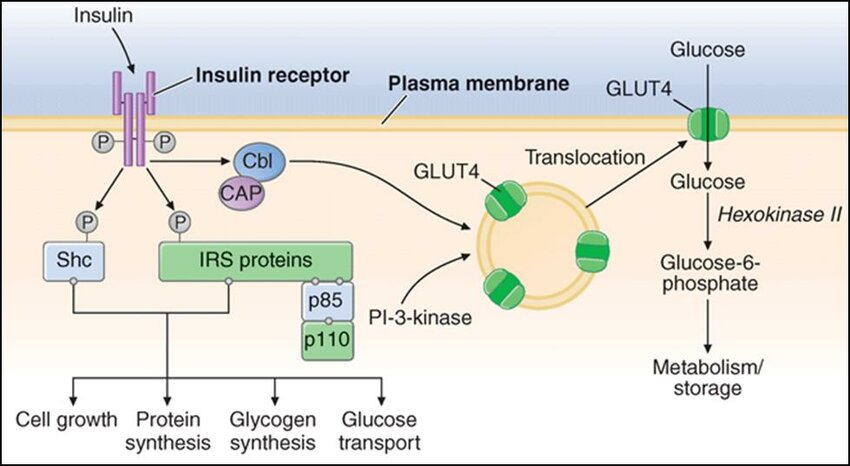 Insulin
Insulin receptor
Plasma membrane
Glucose
GLUT4
P
P
Cbl
CAP
GLUT4
Translocation
Glucose
Hexokinase II
P
P
Shc
IRS proteins
p85
p110
PI-3-kinase
Glucose-6-
phosphate
Metabolism/
storage
Cell growth
Protein
synthesis
Glycogen
synthesis
Glucose
transport